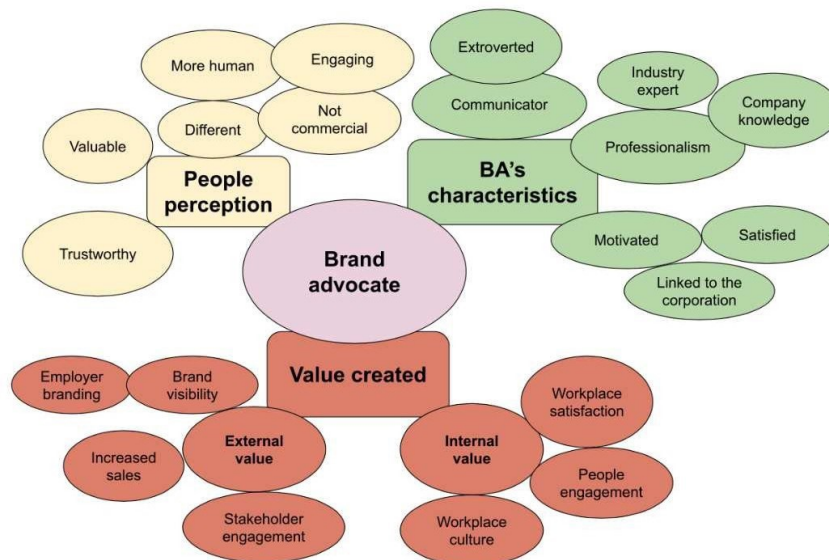 More human
Engaging
Different
Not
commercial
Valuable
People
perception
Trustworthy
Extroverted
Communicator
Industry
expert
Company
knowledge
Professionalism
BA's
characteristics
Motivated
Satisfied
Linked to the
corporation
Brand
advocate
Value created
Employer
branding
Brand
visibility
External
value
Increased
sales
Stakeholder
engagement
Internal
value
Workplace
satisfaction
People
engagement
Workplace
culture